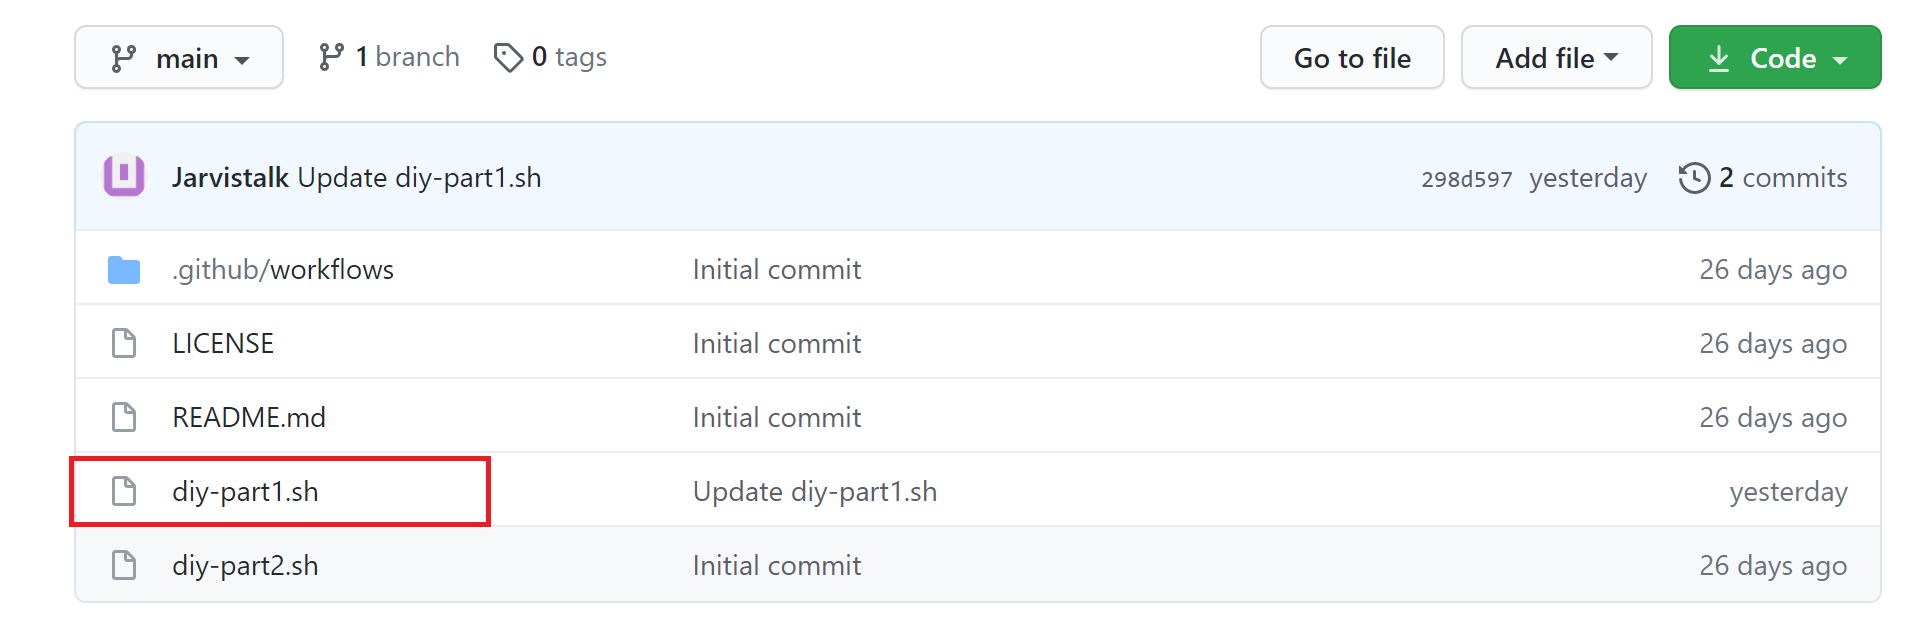 main 1 branch 0 tags Go to file Add file Code
Jarvistalk Update diy-part1.sh 298d597 yesterday 2 commits
.github/workflows Initial commit 26 days ago
LICENSE Initial commit 26 days ago
README.md Initial commit 26 days ago
diy-part1.sh Update diy-part1.sh yesterday
diy-part2.sh Initial commit 26 days ago